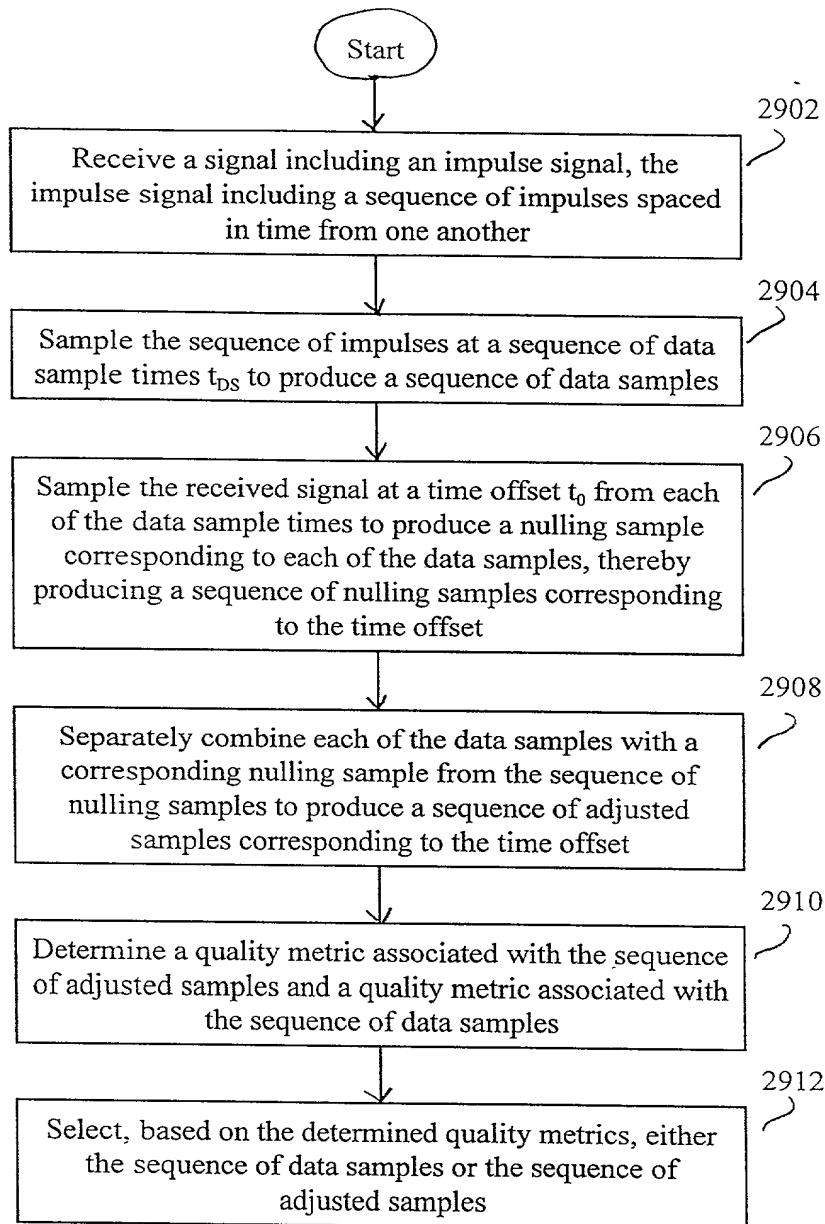 Start
2902
Receive a signal including an impulse signal, the
impulse signal including a sequence of impulses spaced
in time from one another
2904
Sample the sequence of impulses at a sequence of data
sample times tDS to produce a sequence of data samples
2906
Sample the received signal at a time offset t0 from each
of the data sample times to produce a nulling sample
corresponding to each of the data samples, thereby
producing a sequence of nulling samples corresponding
to the time offset
2908
Separately combine each of the data samples with a
corresponding nulling sample from the sequence of
nulling samples to produce a sequence of adjusted
samples corresponding to the time offset
2910
Determine a quality metric associated with the sequence
of adjusted samples and a quality metric associated with
the sequence of data samples
2912
Select, based on the determined quality metrics, either
the sequence of data samples or the sequence of
adjusted samples